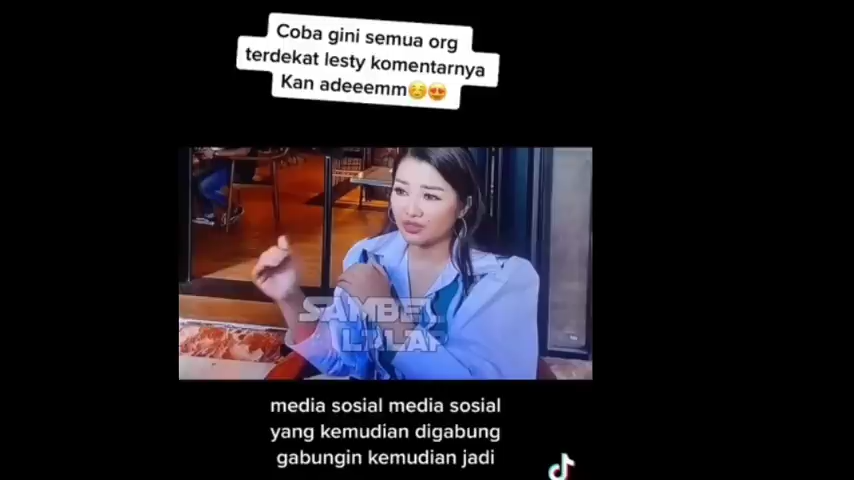 Coba gini semua org
terdekat lesty komentarnya
Kan adeeemm☺️😍
SAMBEL
LALAP
media sosial media sosial
yang kemudian digabung
gabungin kemudian jadi